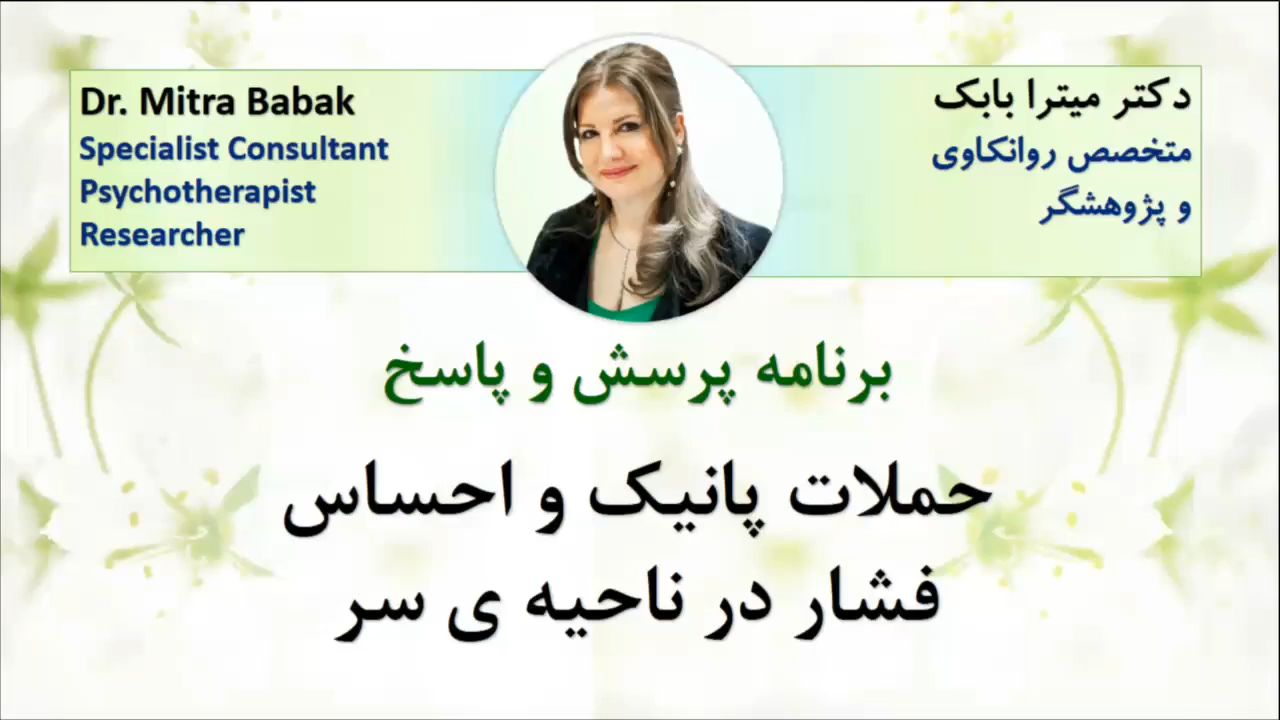 Dr. Mitra Babak
Specialist Consultant
Psychotherapist
Researcher
دکتر میترا بابک
متخصص روانکاوی
و پژوهشگر
برنامه پرسش و پاسخ
حملات پانیک و احساس
فشار در ناحیه ی سر